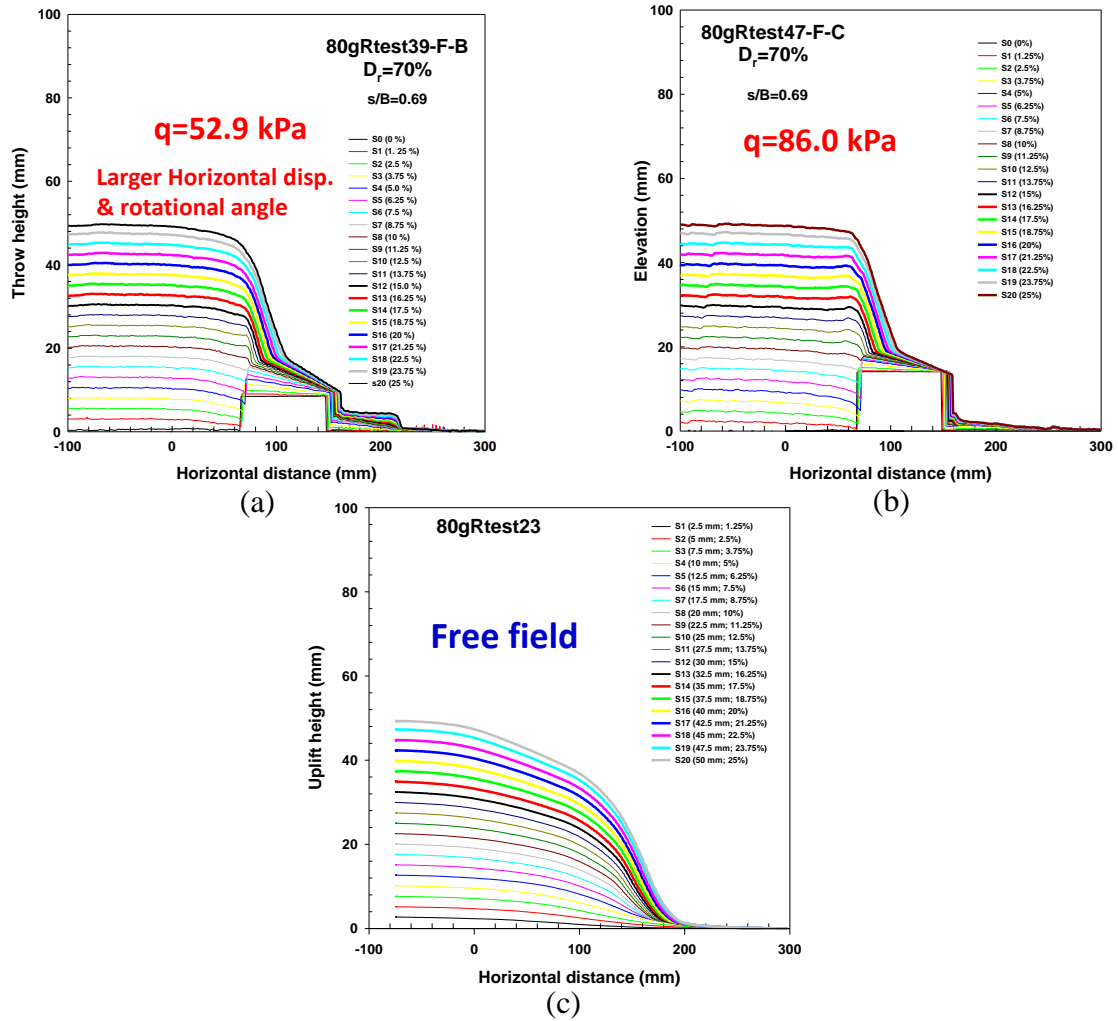 80gRtest39-F-B
Dr=70%
s/B=0.69
q=52.9 kPa
Larger Horizontal disp.
& rotational angle
S0 (0 %)
S1 (1. 25 %)
S2 (2.5 %)
S3 (3.75 %)
S4 (5.0 %)
S5 (6.25 %)
S6 (7.5 %)
S7 (8.75 %)
S8 (10 %)
S9 (11.25 %)
S10 (12.5 %)
S11 (13.75 %)
S12 (15.0 %)
S13 (16.25 %)
S14 (17.5 %)
S15 (18.75 %)
S16 (20 %)
S17 (21.25 %)
S18 (22.5 %)
S19 (23.75 %)
s20 (25 %)
Throw height (mm)
100
80
60
40
20
0
-100 0 100 200 300
Horizontal distance (mm)
(a)
80gRtest47-F-C
Dr=70%
s/B=0.69
q=86.0 kPa
S0 (0%)
S1 (1.25%)
S2 (2.5%)
S3 (3.75%)
S4 (5%)
S5 (6.25%)
S6 (7.5%)
S7 (8.75%)
S8 (10%)
S9 (11.25%)
S10 (12.5%)
S11 (13.75%)
S12 (15%)
S13 (16.25%)
S14 (17.5%)
S15 (18.75%)
S16 (20%)
S17 (21.25%)
S18 (22.5%)
S19 (23.75%)
S20 (25%)
Elevation (mm)
100
80
60
40
20
0
-100 0 100 200 300
Horizontal distance (mm)
(b)
80gRtest23
Free field
S1 (2.5 mm; 1.25%)
S2 (5 mm; 2.5%)
S3 (7.5 mm; 3.75%)
S4 (10 mm; 5%)
S5 (12.5 mm; 6.25%)
S6 (15 mm; 7.5%)
S7 (17.5 mm; 8.75%)
S8 (20 mm; 10%)
S9 (22.5 mm; 11.25%)
S10 (25 mm; 12.5%)
S11 (27.5 mm; 13.75%)
S12 (30 mm; 15%)
S13 (32.5 mm; 16.25%)
S14 (35 mm; 17.5%)
S15 (37.5 mm; 18.75%)
S16 (40 mm; 20%)
S17 (42.5 mm; 21.25%)
S18 (45 mm; 22.5%)
S19 (47.5 mm; 23.75%)
S20 (50 mm; 25%)
Uplift height (mm)
100
80
60
40
20
0
-100 0 100 200 300
Horizontal distance (mm)
(c)